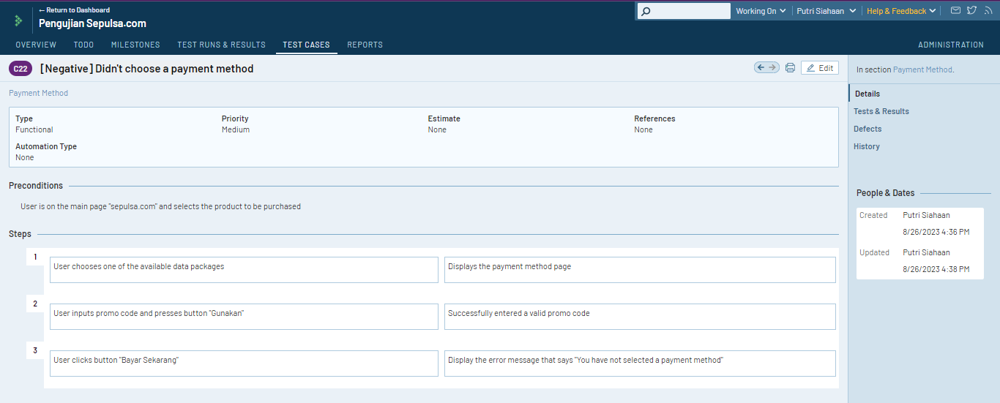 ← Return to Dashboard
Pengujian Sepulsa.com
Working On
Putri Siahaan
Help & Feedback
OVERVIEW TODO MILESTONES TEST RUNS & RESULTS TEST CASES REPORTS ADMINISTRATION
C22 [Negative] Didn't choose a payment method
Edit
In section Payment Method.
Payment Method
Type Priority Estimate References
Functional Medium None None
Automation Type
None
Preconditions
User is on the main page "sepulsa.com" and selects the product to be purchased
Steps
1
User chooses one of the available data packages
Displays the payment method page
2
User inputs promo code and presses button "Gunakan"
Successfully entered a valid promo code
3
User clicks button "Bayar Sekarang"
Display the error message that says "You have not selected a payment method"
Details
Tests & Results
Defects
History
People & Dates
Created Putri Siahaan
8/26/2023 4:36 PM
Updated Putri Siahaan
8/26/2023 4:38 PM